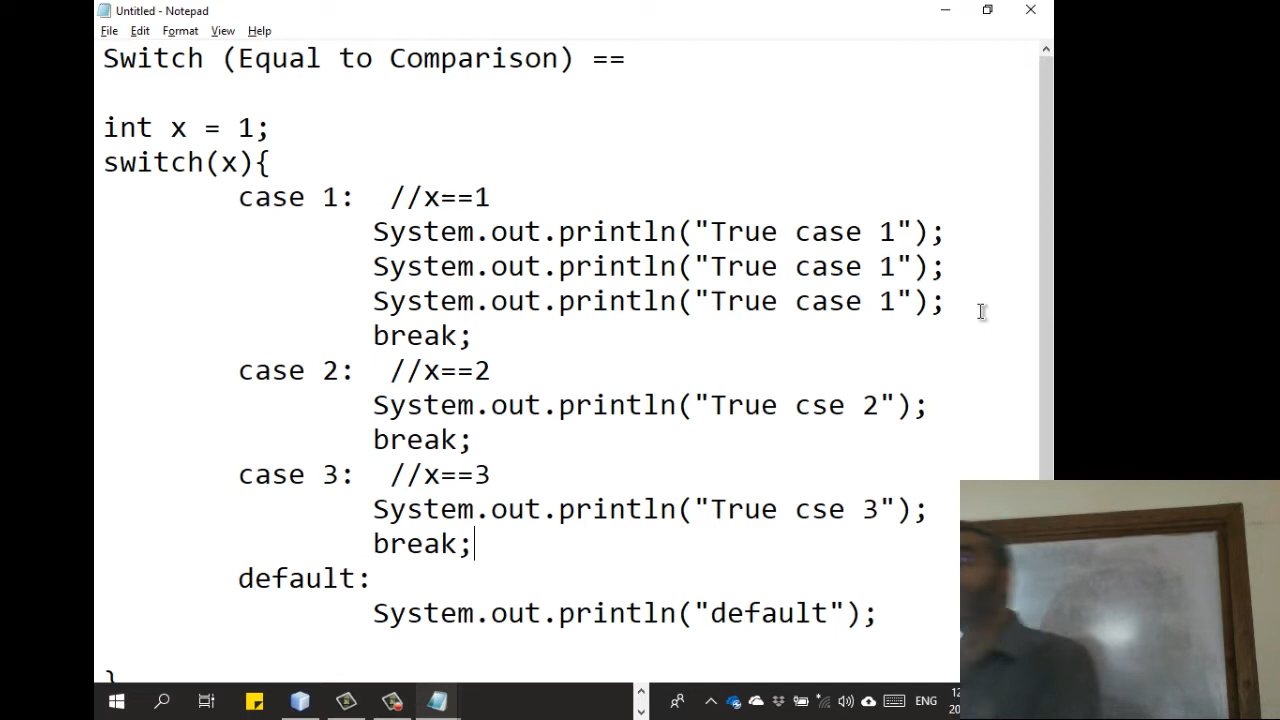 Untitled - Notepad
File Edit Format View Help
Switch (Equal to Comparison) ==
int x = 1;
switch(x){
case 1: //x==1
System.out.println("True case 1");
System.out.println("True case 1");
System.out.println("True case 1");
break;
case 2: //x==2
System.out.println("True cse 2");
break;
case 3: //x==3
System.out.println("True cse 3");
break;
default:
System.out.println("default");
}
ENG
12
20